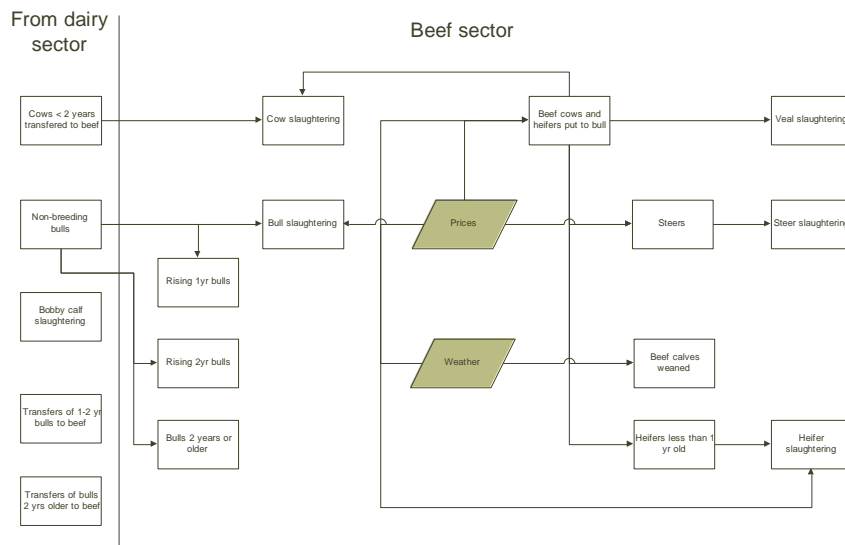 From dairy
sector
Beef sector
Cows < 2 years
transfered to beef
Cow slaughtering
Beef cows and
heifers put to bull
Veal slaughtering
Non-breeding
bulls
Bull slaughtering
Prices
Steers
Steer slaughtering
Rising 1yr bulls
Bobby calf
slaughtering
Rising 2yr bulls
Weather
Beef calves
weaned
Transfers of 1-2 yr
bulls to beef
Bulls 2 years or
older
Heifers less than 1
yr old
Heifer
slaughtering
Transfers of bulls
2 yrs older to beef